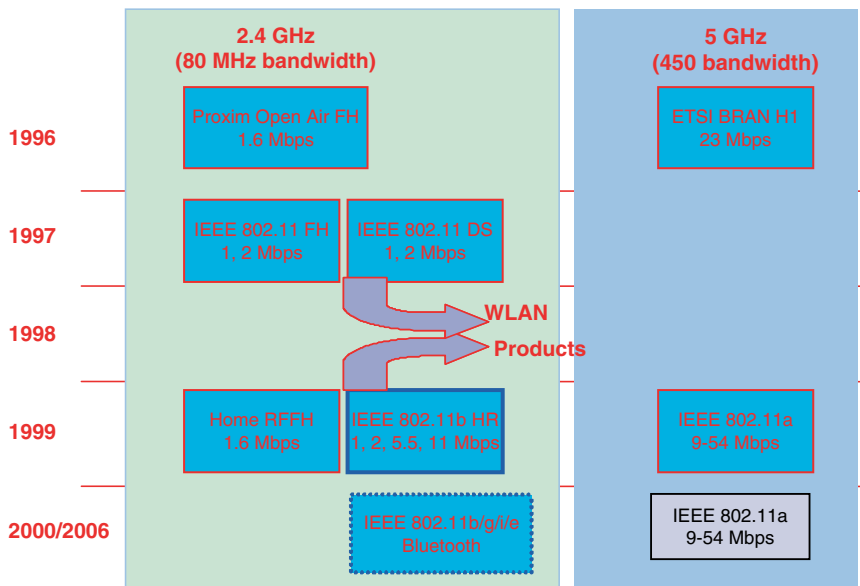 2.4 GHz
(80 MHz bandwidth)
5 GHz
(450 bandwidth)
1996
Proxim Open Air FH
1.6 Mbps
ETSI BRAN H1
23 Mbps
1997
IEEE 802.11 FH
1, 2 Mbps
IEEE 802.11 DS
1, 2 Mbps
1998
WLAN
Products
1999
Home RFFH
1.6 Mbps
IEEE 802.11b HR
1, 2, 5.5, 11 Mbps
IEEE 802.11a
9-54 Mbps
2000/2006
IEEE 802.11b/g/i/e
Bluetooth
IEEE 802.11a
9-54 Mbps